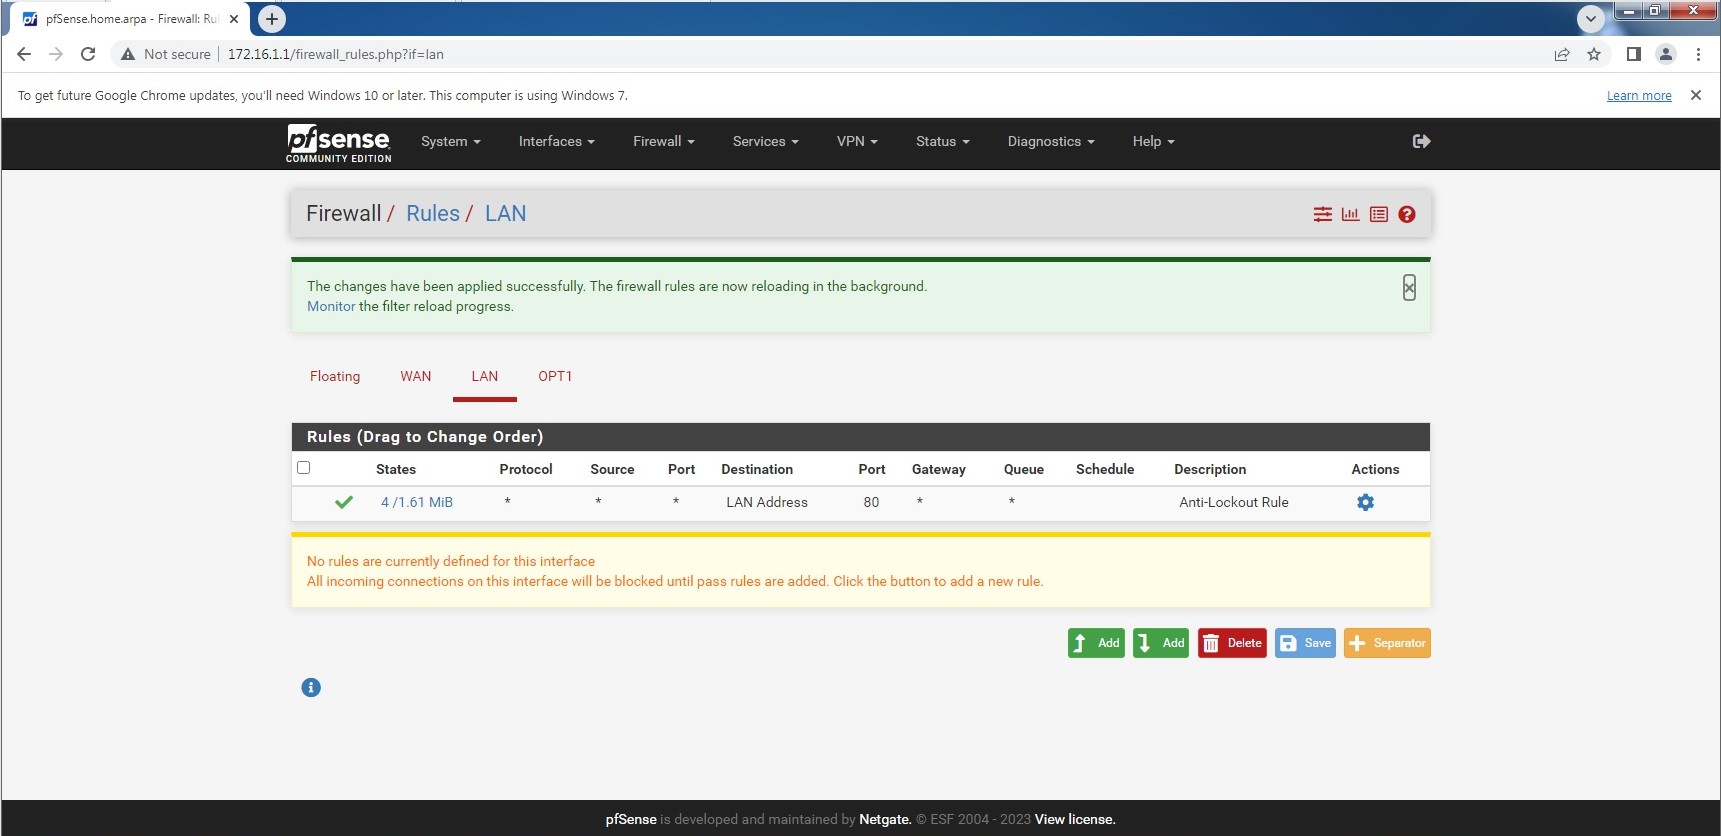 pfSense.home.arpa - Firewall: Ru
Not secure | 172.16.1.1/firewall_rules.php?if=lan
To get future Google Chrome updates, you'll need Windows 10 or later. This computer is using Windows 7. Learn more
pfsense
COMMUNITY EDITION
System Interfaces Firewall Services VPN Status Diagnostics Help
Firewall / Rules / LAN
The changes have been applied successfully. The firewall rules are now reloading in the background.
Monitor the filter reload progress.
Floating WAN LAN OPT1
Rules (Drag to Change Order)
States Protocol Source Port Destination Port Gateway Queue Schedule Description Actions
4 /1.61 MiB * * * LAN Address 80 * * Anti-Lockout Rule
No rules are currently defined for this interface
All incoming connections on this interface will be blocked until pass rules are added. Click the button to add a new rule.
Add Add Delete Save Separator
pfSense is developed and maintained by Netgate. © ESF 2004 - 2023 View license.